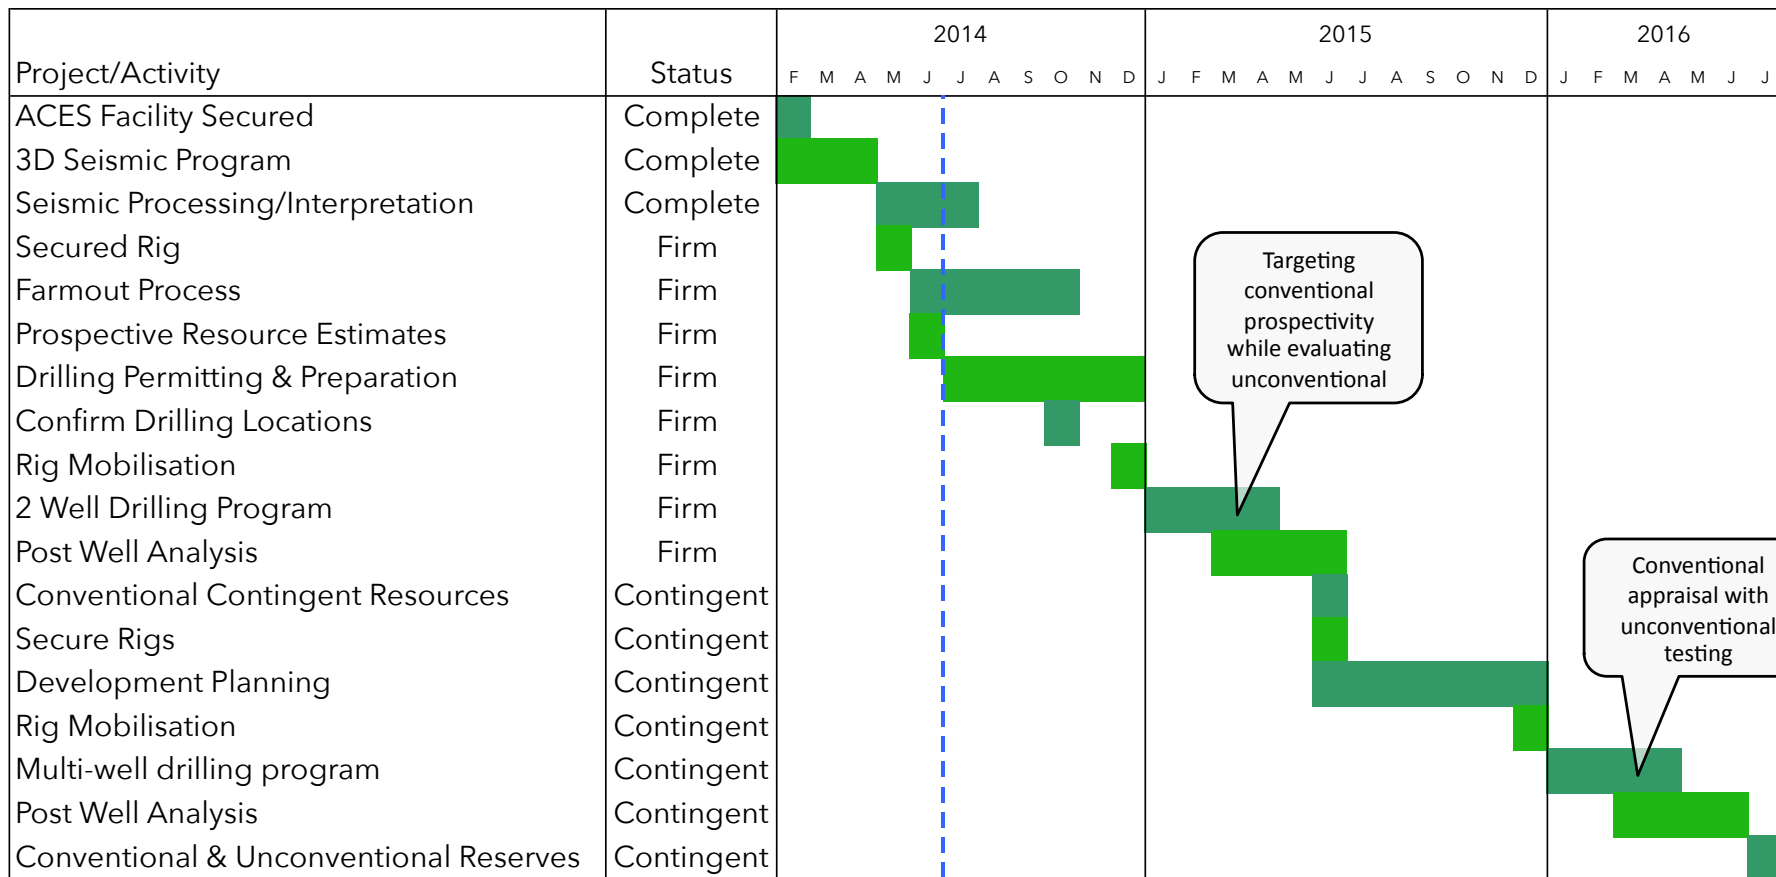 2014 2015 2016
Project/Activity Status F M A M J J A S O N D J F M A M J J A S O N D J F M A M J J
ACES Facility Secured Complete
3D Seismic Program Complete
Seismic Processing/Interpretation Complete
Secured Rig Firm
Farmout Process Firm
Prospective Resource Estimates Firm
Drilling Permitting & Preparation Firm
Confirm Drilling Locations Firm
Rig Mobilisation Firm
2 Well Drilling Program Firm
Post Well Analysis Firm
Conventional Contingent Resources Contingent
Secure Rigs Contingent
Development Planning Contingent
Rig Mobilisation Contingent
Multi-well drilling program Contingent
Post Well Analysis Contingent
Conventional & Unconventional Reserves Contingent
Targeting
conventional
prospectivity
while evaluating
unconventional
Conventional
appraisal with
unconventional
testing